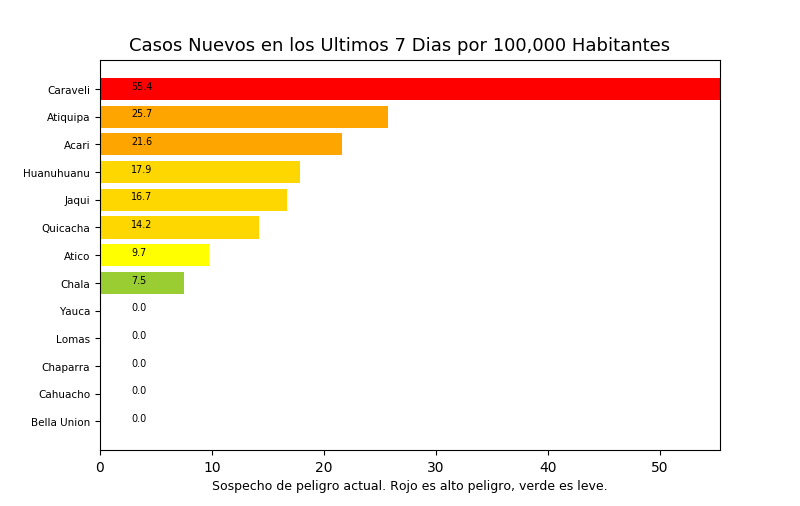 Casos Nuevos en los Ultimos 7 Dias por 100,000 Habitantes
Caraveli 55.4
Atiquipa 25.7
Acari 21.6
Huanuhuanu 17.9
Jaqui 16.7
Quicacha 14.2
Atico 9.7
Chala 7.5
Yauca 0.0
Lomas 0.0
Chaparra 0.0
Cahuacho 0.0
Bella Union 0.0
0 10 20 30 40 50
Sospecho de peligro actual. Rojo es alto peligro, verde es leve.